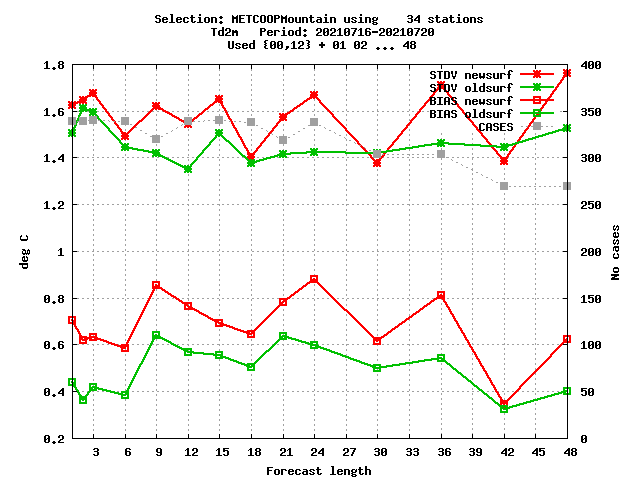 Selection: METCOOPMountain using    34 stations
Td2m   Period: 20210716-20210720
Used {00,12} + 01 02 ... 48
STDV newsurf
STDV oldsurf
BIAS newsurf
BIAS oldsurf
CASES
1.8
1.6
1.4
1.2
1
0.8
0.6
0.4
0.2
deg C
400
350
300
250
200
150
100
50
0
No cases
3 6 9 12 15 18 21 24 27 30 33 36 39 42 45 48
Forecast length